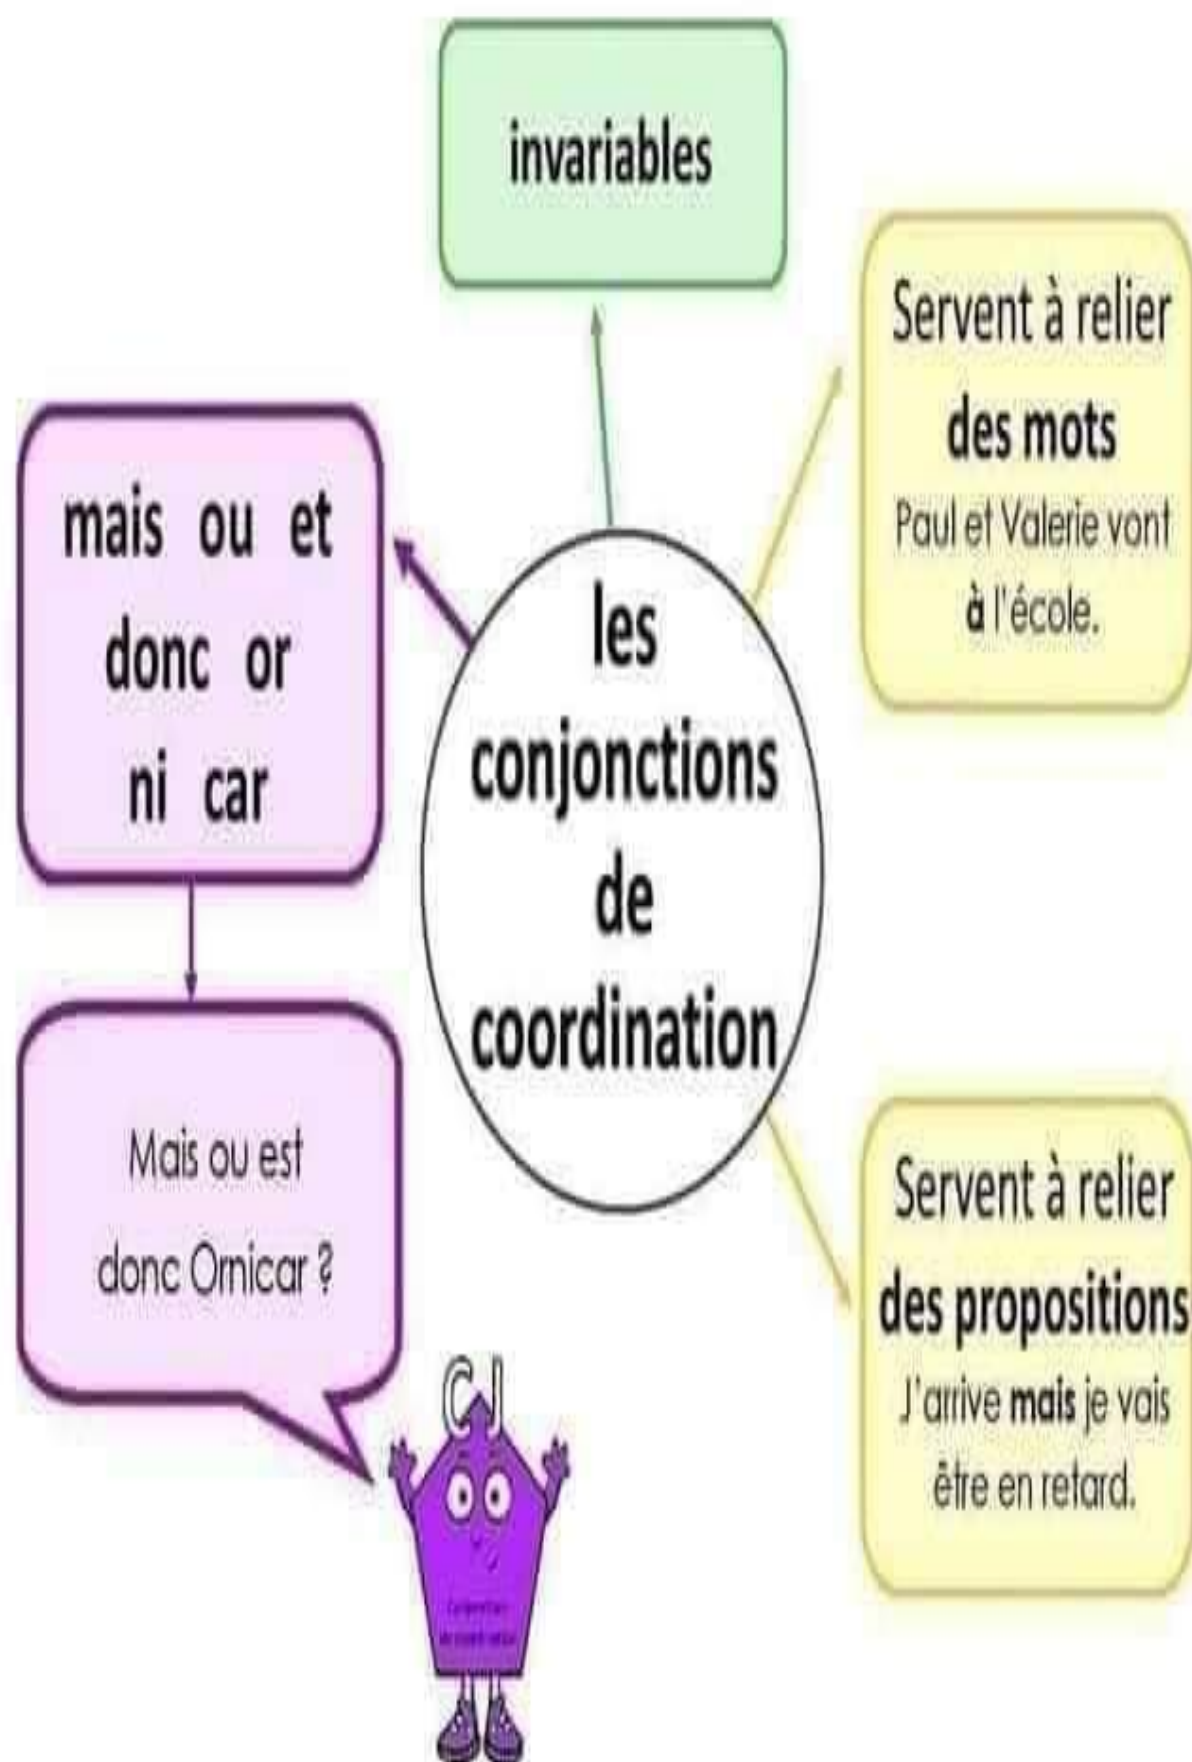 invariables
Servent à relier
des mots
Paul et Valerie vont
à l'école.
mais ou et
donc or
ni car
les
conjonctions
de
coordination
Mais ou est
donc Ornicar ?
Servent à relier
des propositions
J'arrive mais je vais
être en retard.
CJ